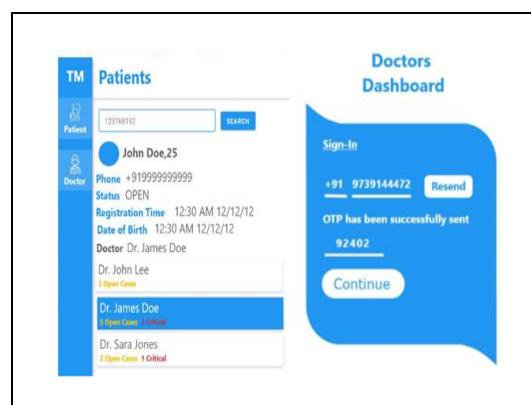 TM
Patient
Doctor
Patients
123768192
SEARCH
John Doe,25
Phone +919999999999
Status OPEN
Registration Time 12:30 AM 12/12/12
Date of Birth 12:30 AM 12/12/12
Doctor Dr. James Doe
Dr. John Lee
2 Open Cases
Dr. James Doe
5 Open Cases 2 Critical
Dr. Sara Jones
2 Open Cases 1 Critical
Doctors
Dashboard
Sign-In
+91 9739144472 Resend
OTP has been successfully sent
92402
Continue